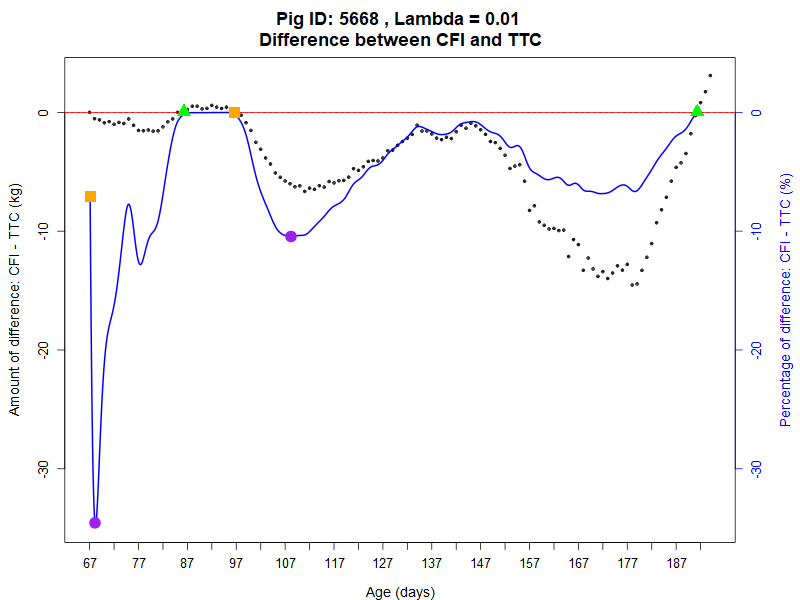 Pig ID: 5668 , Lambda = 0.01
Difference between CFI and TTC
Amount of difference: CFI - TTC (kg)
0
-10
-20
-30
0
-10
-20
-30
Percentage of difference: CFI - TTC (%)
67 77 87 97 107 117 127 137 147 157 167 177 187
Age (days)